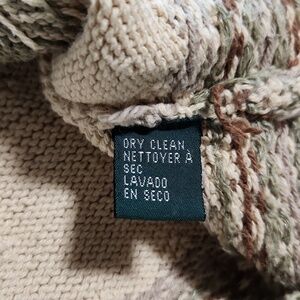 DRY CLEAN
NETTOYER À
SEC
LAVADO
EN SECO